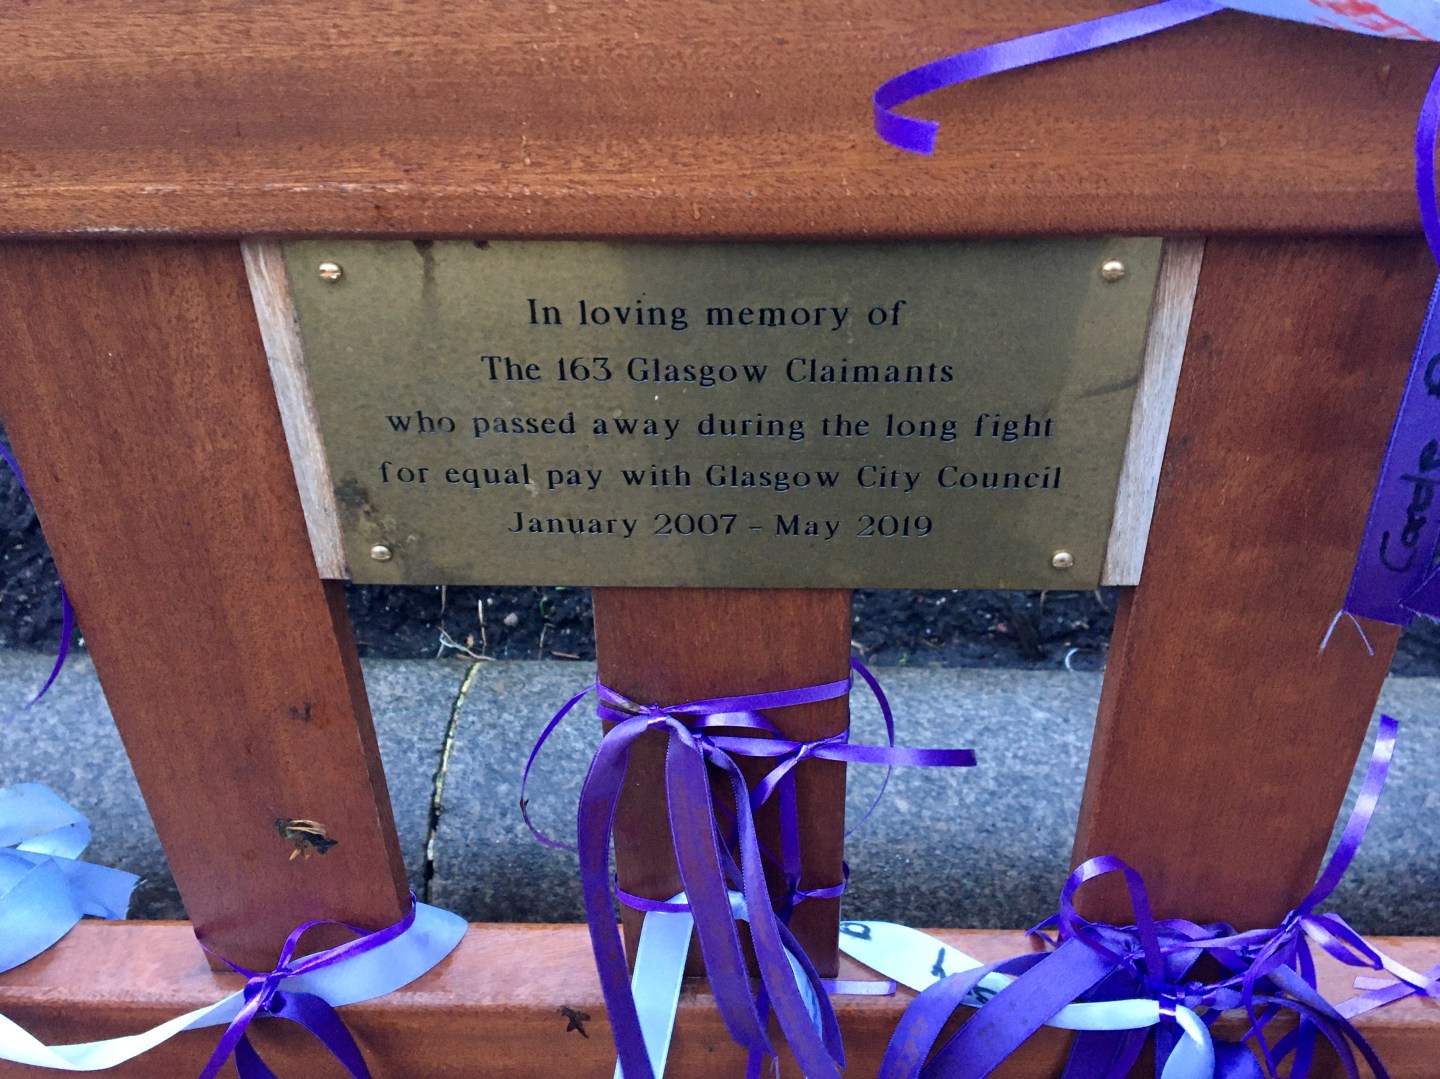 In loving memory of
The 163 Glasgow Claimants
who passed away during the long fight
for equal pay with Glasgow City Council
January 2007 - May 2019